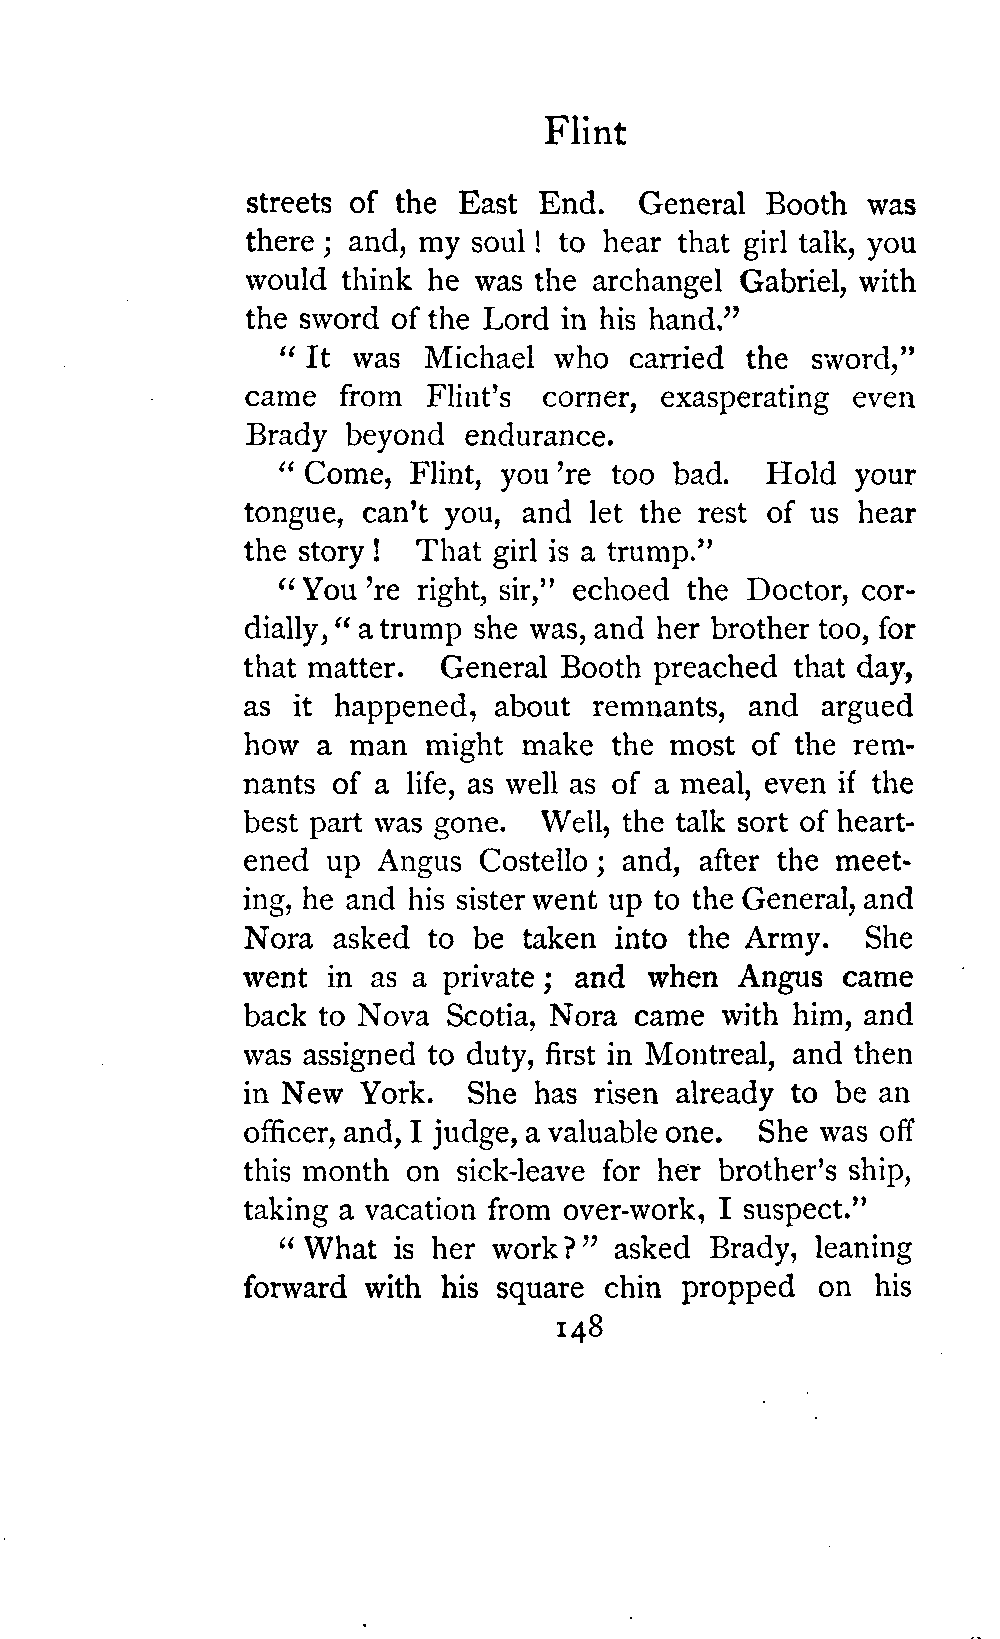 Flint
streets of the East End. General Booth was
there ; and, my soul ! to hear that girl talk, you
would think he was the archangel Gabriel, with
the sword of the Lord in his hand."
" It was Michael who carried the sword,"
came from Flint's corner, exasperating even
Brady beyond endurance.
" Come, Flint, you 're too bad. Hold your
tongue, can't you, and let the rest of us hear
the story ! That girl is a trump."
" You 're right, sir," echoed the Doctor, cor-
dially, " a trump she was, and her brother too, for
that matter. General Booth preached that day,
as it happened, about remnants, and argued
how a man might make the most of the rem-
nants of a life, as well as of a meal, even if the
best part was gone. Well, the talk sort of heart-
ened up Angus Costello ; and, after the meet-
ing, he and his sister went up to the General, and
Nora asked to be taken into the Army. She
went in as a private ; and when Angus came
back to Nova Scotia, Nora came with him, and
was assigned to duty, first in Montreal, and then
in New York. She has risen already to be an
officer, and, I judge, a valuable one. She was off
this month on sick-leave for her brother's ship,
taking a vacation from over-work, I suspect."
" What is her work ? " asked Brady, leaning
forward with his square chin propped on his
148